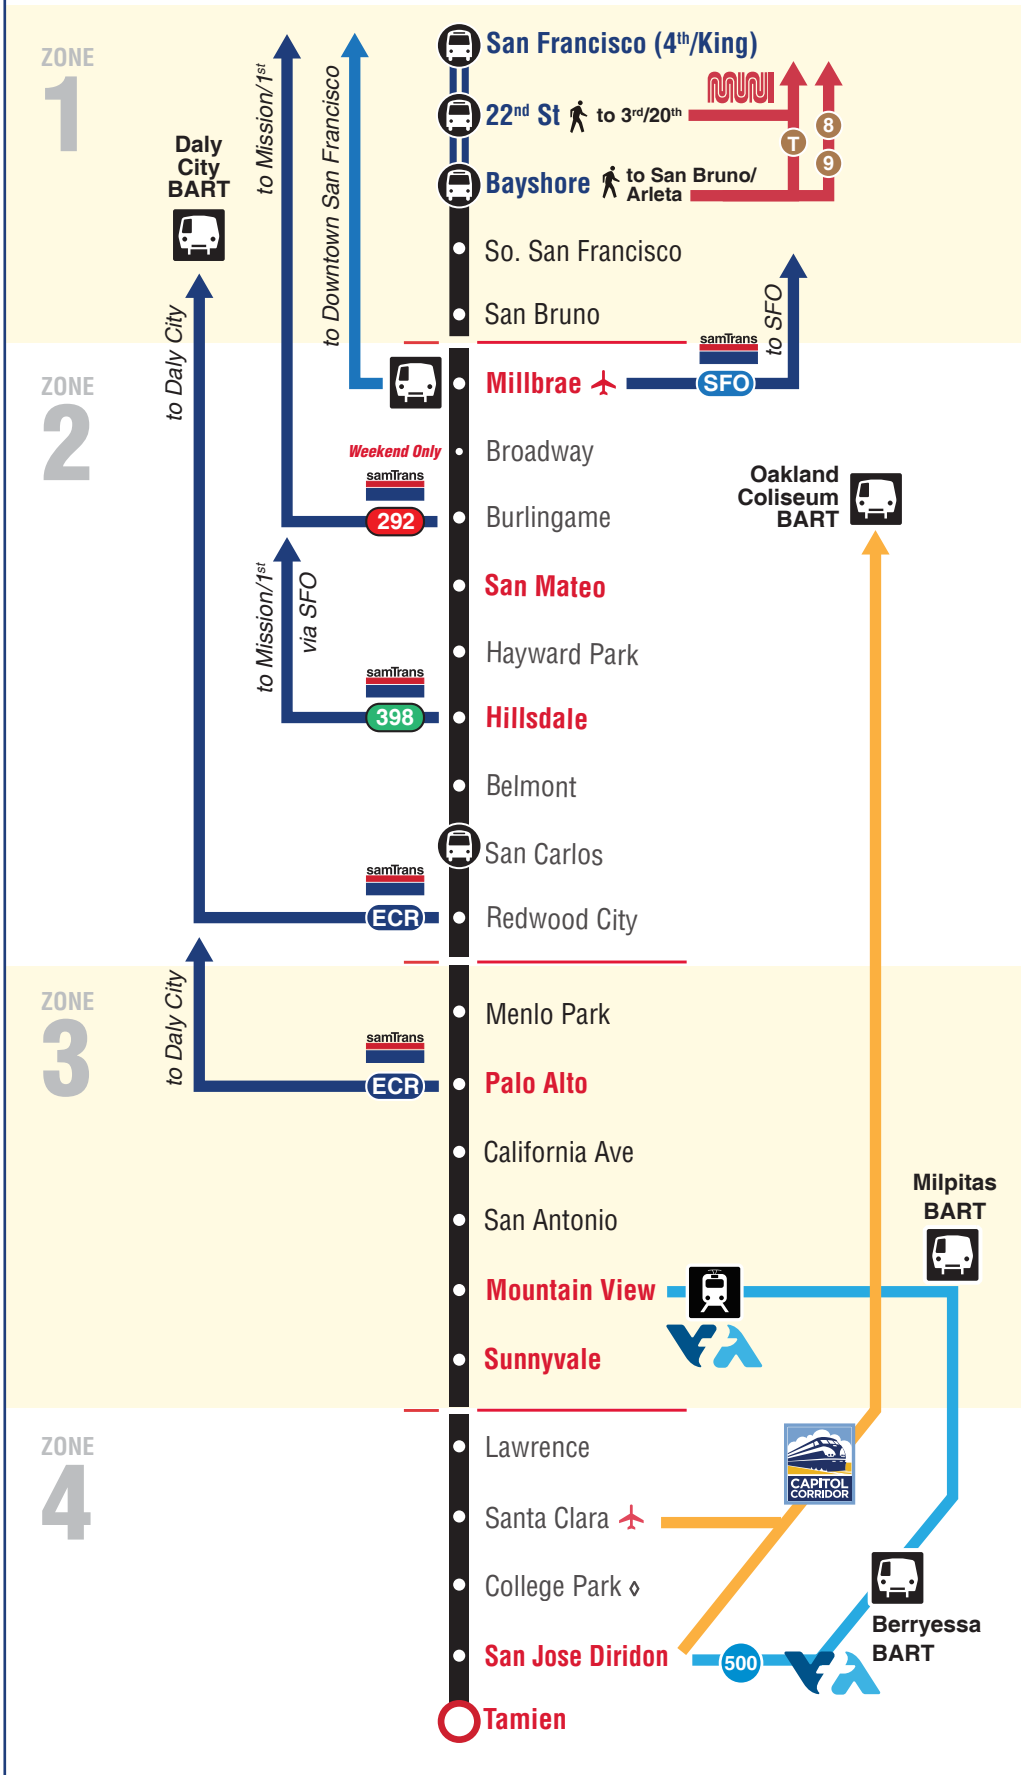 ZONE
1
San Francisco (4th/King)
22nd St
to 3rd/20th
MUNI
T
8
9
Bayshore
to San Bruno/
Arleta
So. San Francisco
San Bruno
Daly
City
BART
to Daly City
to Mission/1st
to Downtown San Francisco
ZONE
2
Millbrae
samTrans
SFO
to SFO
Weekend Only
Broadway
samTrans
292
Burlingame
San Mateo
to Mission/1st
via SFO
Hayward Park
samTrans
398
Hillsdale
Belmont
San Carlos
samTrans
ECR
Redwood City
Oakland
Coliseum
BART
ZONE
3
Menlo Park
to Daly City
samTrans
ECR
Palo Alto
California Ave
San Antonio
Milpitas
BART
Mountain View
VTA
Sunnyvale
ZONE
4
Lawrence
CAPITOL
CORRIDOR
Santa Clara
College Park ◊
Berryessa
BART
San Jose Diridon
500
VTA
Tamien